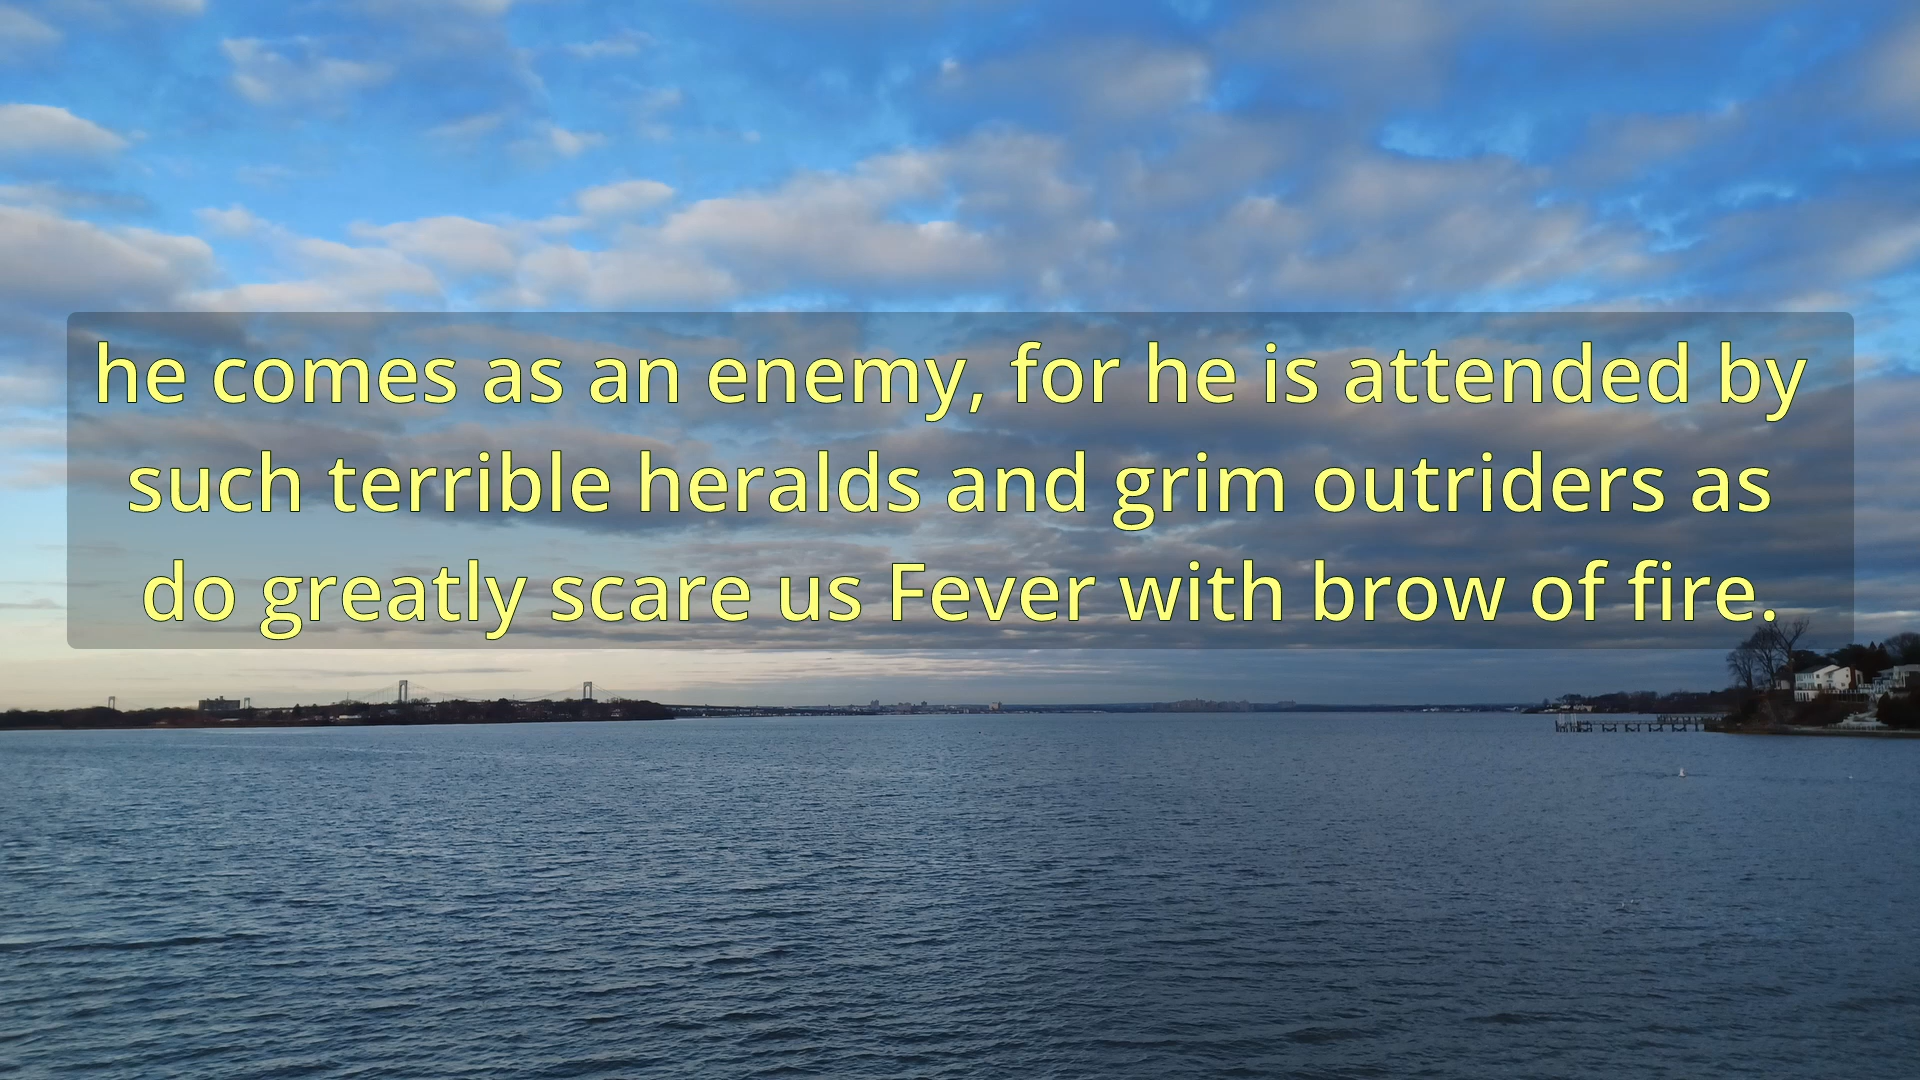 he comes as an enemy, for he is attended by
such terrible heralds and grim outriders as
do greatly scare us Fever with brow of fire.